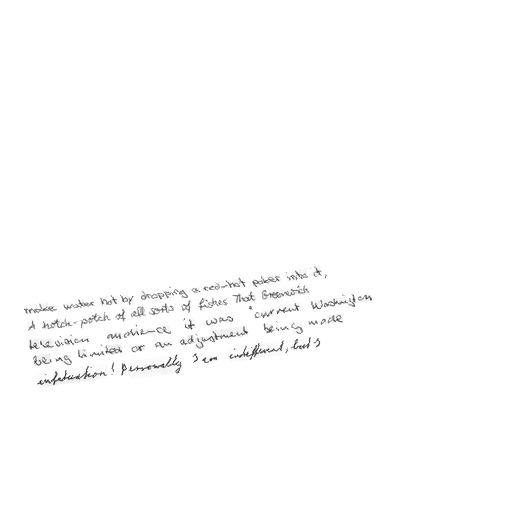 makes water hot by dropping a red-hot poker into it,
A hotch-potch of all sorts of fishes That Greenwich
television audience it was "current Washington
being limited or an adjustment being made
infatuation! Personally I am indifferent, but I